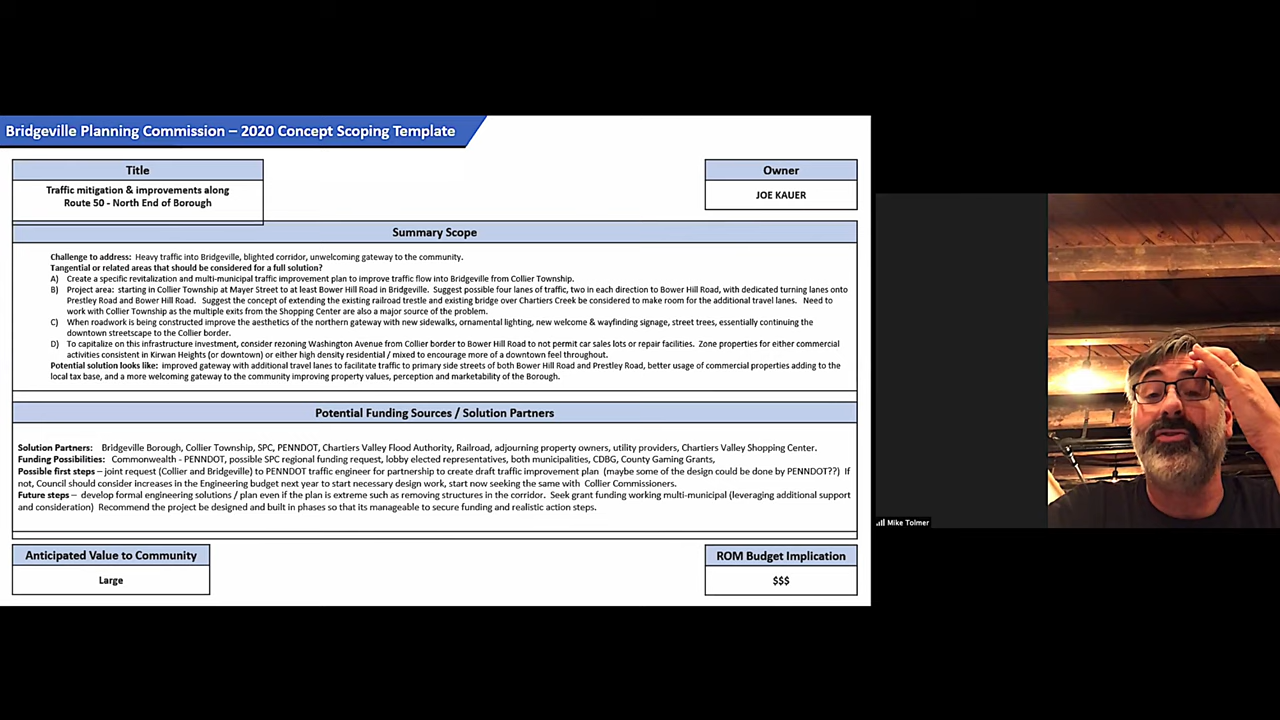 Bridgeville Planning Commission – 2020 Concept Scoping Template
Title
Traffic mitigation & improvements along
Route 50 - North End of Borough
Owner
JOE KAUER
Summary Scope
Challenge to address: Heavy traffic into Bridgeville, blighted corridor, unwelcoming gateway to the community.
Tangential or related areas that should be considered for a full solution?
A) Create a specific revitalization and multi-municipal traffic improvement plan to improve traffic flow into Bridgeville from Collier Township.
B) Project area: starting in Collier Township at Mayer Street to at least Bower Hill Road in Bridgeville. Suggest possible four lanes of traffic, two in each direction to Bower Hill Road, with dedicated turning lanes onto
Prestley Road and Bower Hill Road. Suggest the concept of extending the existing railroad trestle and existing bridge over Chartiers Creek be considered to make room for the additional travel lanes. Need to
work with Collier Township as the multiple exits from the Shopping Center are also a major source of the problem.
C) When roadwork is being constructed improve the aesthetics of the northern gateway with new sidewalks, ornamental lighting, new welcome & wayfinding signage, street trees, essentially continuing the
downtown streetscape to the Collier border.
D) To capitalize on this infrastructure investment, consider rezoning Washington Avenue from Collier border to Bower Hill Road to not permit car sales lots or repair facilities. Zone properties for either commercial
activities consistent in Kirwan Heights (or downtown) or either high density residential / mixed to encourage more of a downtown feel throughout.
Potential solution looks like: improved gateway with additional travel lanes to facilitate traffic to primary side streets of both Bower Hill Road and Prestley Road, better usage of commercial properties adding to the
local tax base, and a more welcoming gateway to the community improving property values, perception and marketability of the Borough.
Potential Funding Sources / Solution Partners
Solution Partners: Bridgeville Borough, Collier Township, SPC, PENNDOT, Chartiers Valley Flood Authority, Railroad, adjourning property owners, utility providers, Chartiers Valley Shopping Center.
Funding Possibilities: Commonwealth - PENNDOT, possible SPC regional funding request, lobby elected representatives, both municipalities, CDBG, County Gaming Grants,
Possible first steps – joint request (Collier and Bridgeville) to PENNDOT traffic engineer for partnership to create draft traffic improvement plan (maybe some of the design could be done by PENNDOT??) If
not, Council should consider increases in the Engineering budget next year to start necessary design work, start now seeking the same with Collier Commissioners.
Future steps – develop formal engineering solutions / plan even if the plan is extreme such as removing structures in the corridor. Seek grant funding working multi-municipal (leveraging additional support
and consideration) Recommend the project be designed and built in phases so that its manageable to secure funding and realistic action steps.
Anticipated Value to Community
Large
ROM Budget Implication
$$$
Mike Tolmer